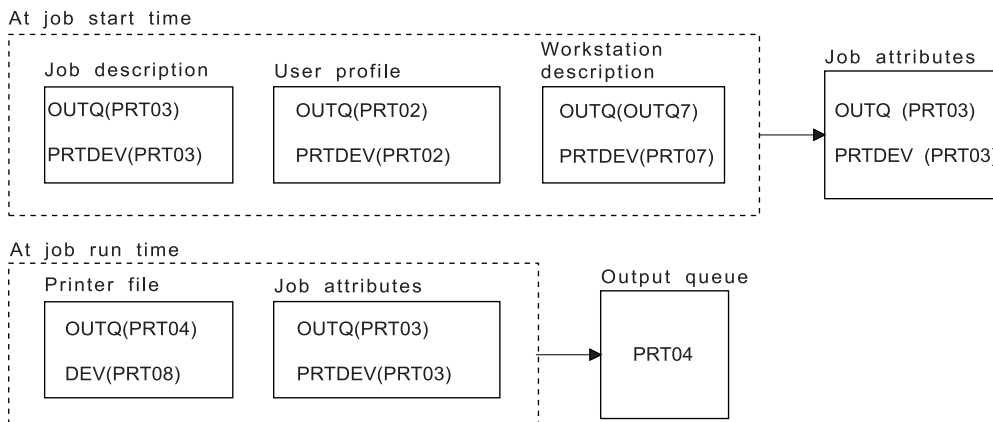 At job start time
Job description
OUTQ(PRT03)
PRTDEV(PRT03)
User profile
OUTQ(PRT02)
PRTDEV(PRT02)
Workstation
description
OUTQ(OUTQ7)
PRTDEV(PRT07)
Job attributes
OUTQ (PRT03)
PRTDEV (PRT03)
At job run time
Printer file
OUTQ(PRT04)
DEV(PRT08)
Job attributes
OUTQ(PRT03)
PRTDEV(PRT03)
Output queue
PRT04